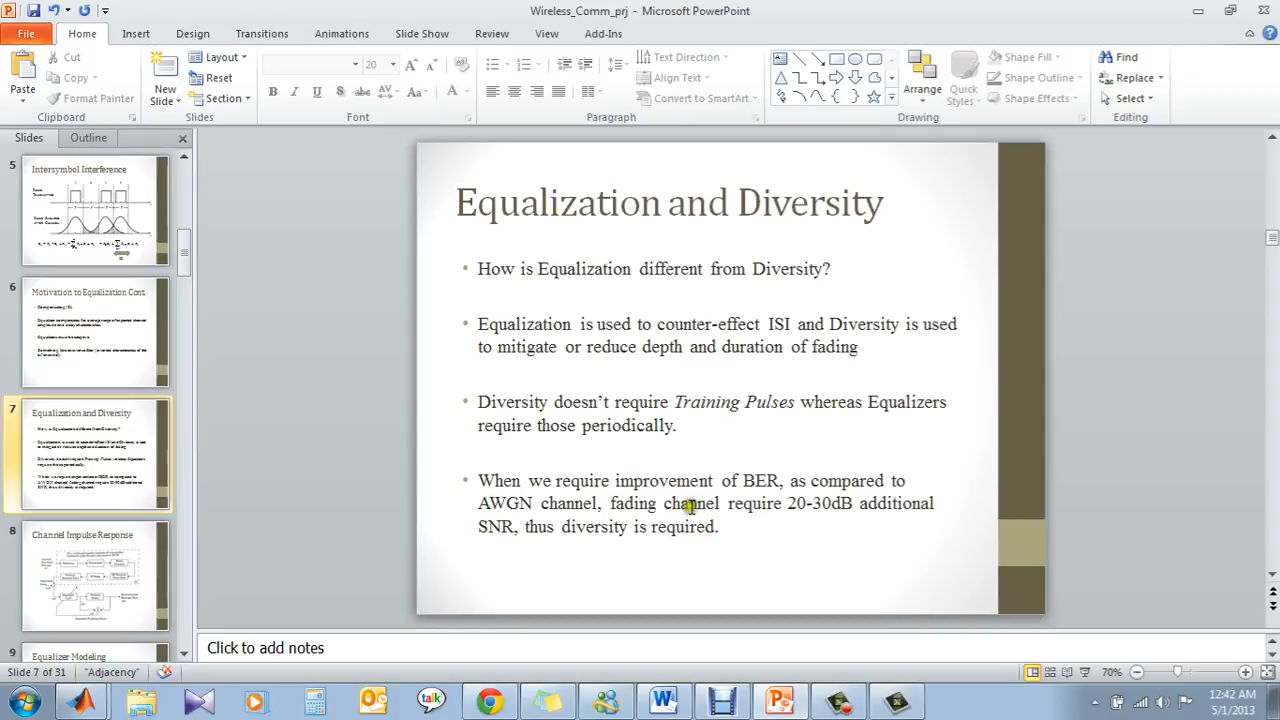 Wireless_Comm_prj - Microsoft PowerPoint
File Home Insert Design Transitions Animations Slide Show Review View Add-Ins
Paste
Cut
Copy
Format Painter
Clipboard
New Slide
Layout
Reset
Section
Slides
20
Font
Text Direction
Align Text
Convert to SmartArt
Paragraph
Arrange
Quick Styles
Shape Fill
Shape Outline
Shape Effects
Drawing
Find
Replace
Select
Editing
Slides Outline
5
Intersymbol Interference
6
Motivation to Equalization Cont.
7
Equalization and Diversity
8
Channel Impulse Response
9
Equalizer Modeling
Equalization and Diversity
• How is Equalization different from Diversity?
• Equalization is used to counter-effect ISI and Diversity is used
to mitigate or reduce depth and duration of fading
• Diversity doesn't require Training Pulses whereas Equalizers
require those periodically.
• When we require improvement of BER, as compared to
AWGN channel, fading channel require 20-30dB additional
SNR, thus diversity is required.
Click to add notes
Slide 7 of 31 "Adjacency" 70%
talk
12:42 AM
5/1/2013